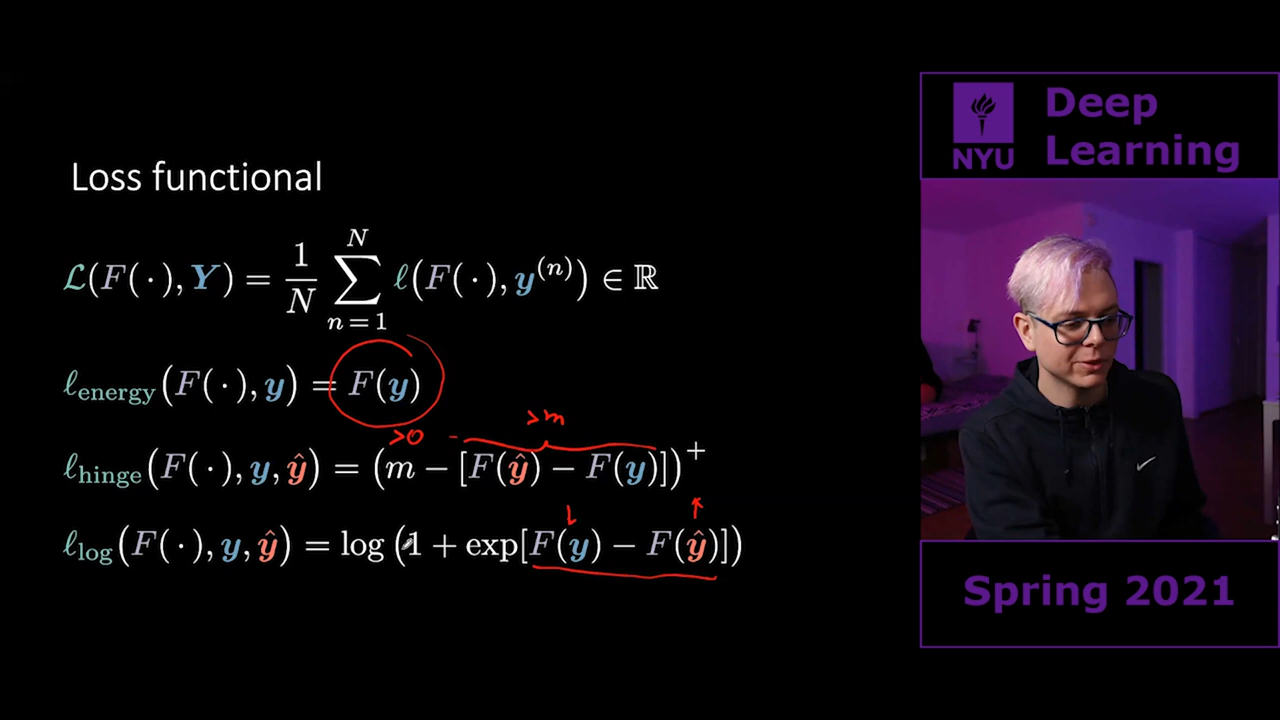 Loss functional
𝓛(F(·), Y) = 1/N ∑_{n=1}^{N} ℓ(F(·), y^{(n)}) ∈ ℝ
ℓ_energy(F(·), y) = F(y)
>0 >m
ℓ_hinge(F(·), y, ŷ) = (m − [F(ŷ) − F(y)])⁺
ℓ_log(F(·), y, ŷ) = log(1 + exp[F(y) − F(ŷ)])
NYU
Deep
Learning
Spring 2021